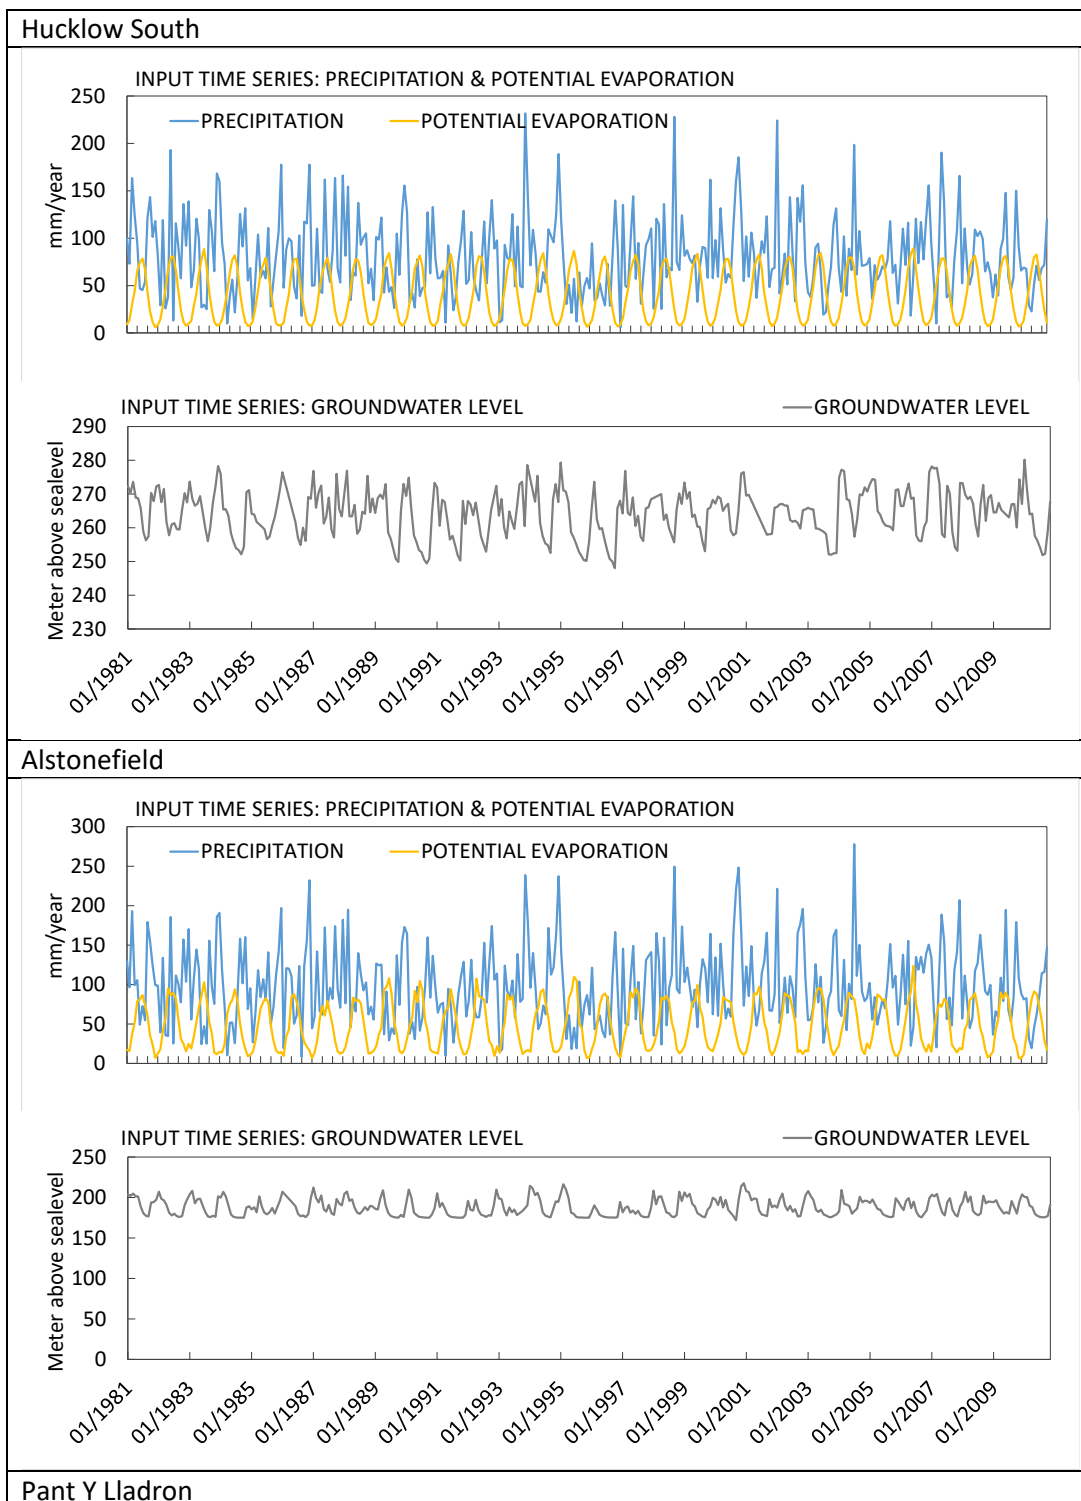 Hucklow South
INPUT TIME SERIES: PRECIPITATION & POTENTIAL EVAPORATION
PRECIPITATION POTENTIAL EVAPORATION
mm/year
250
200
150
100
50
0
INPUT TIME SERIES: GROUNDWATER LEVEL GROUNDWATER LEVEL
Meter above sealevel
290
280
270
260
250
240
230
01/1981 01/1983 01/1985 01/1987 01/1989 01/1991 01/1993 01/1995 01/1997 01/1999 01/2001 01/2003 01/2005 01/2007 01/2009
Alstonefield
INPUT TIME SERIES: PRECIPITATION & POTENTIAL EVAPORATION
PRECIPITATION POTENTIAL EVAPORATION
mm/year
300
250
200
150
100
50
0
INPUT TIME SERIES: GROUNDWATER LEVEL GROUNDWATER LEVEL
Meter above sealevel
250
200
150
100
50
0
01/1981 01/1983 01/1985 01/1987 01/1989 01/1991 01/1993 01/1995 01/1997 01/1999 01/2001 01/2003 01/2005 01/2007 01/2009
Pant Y Lladron